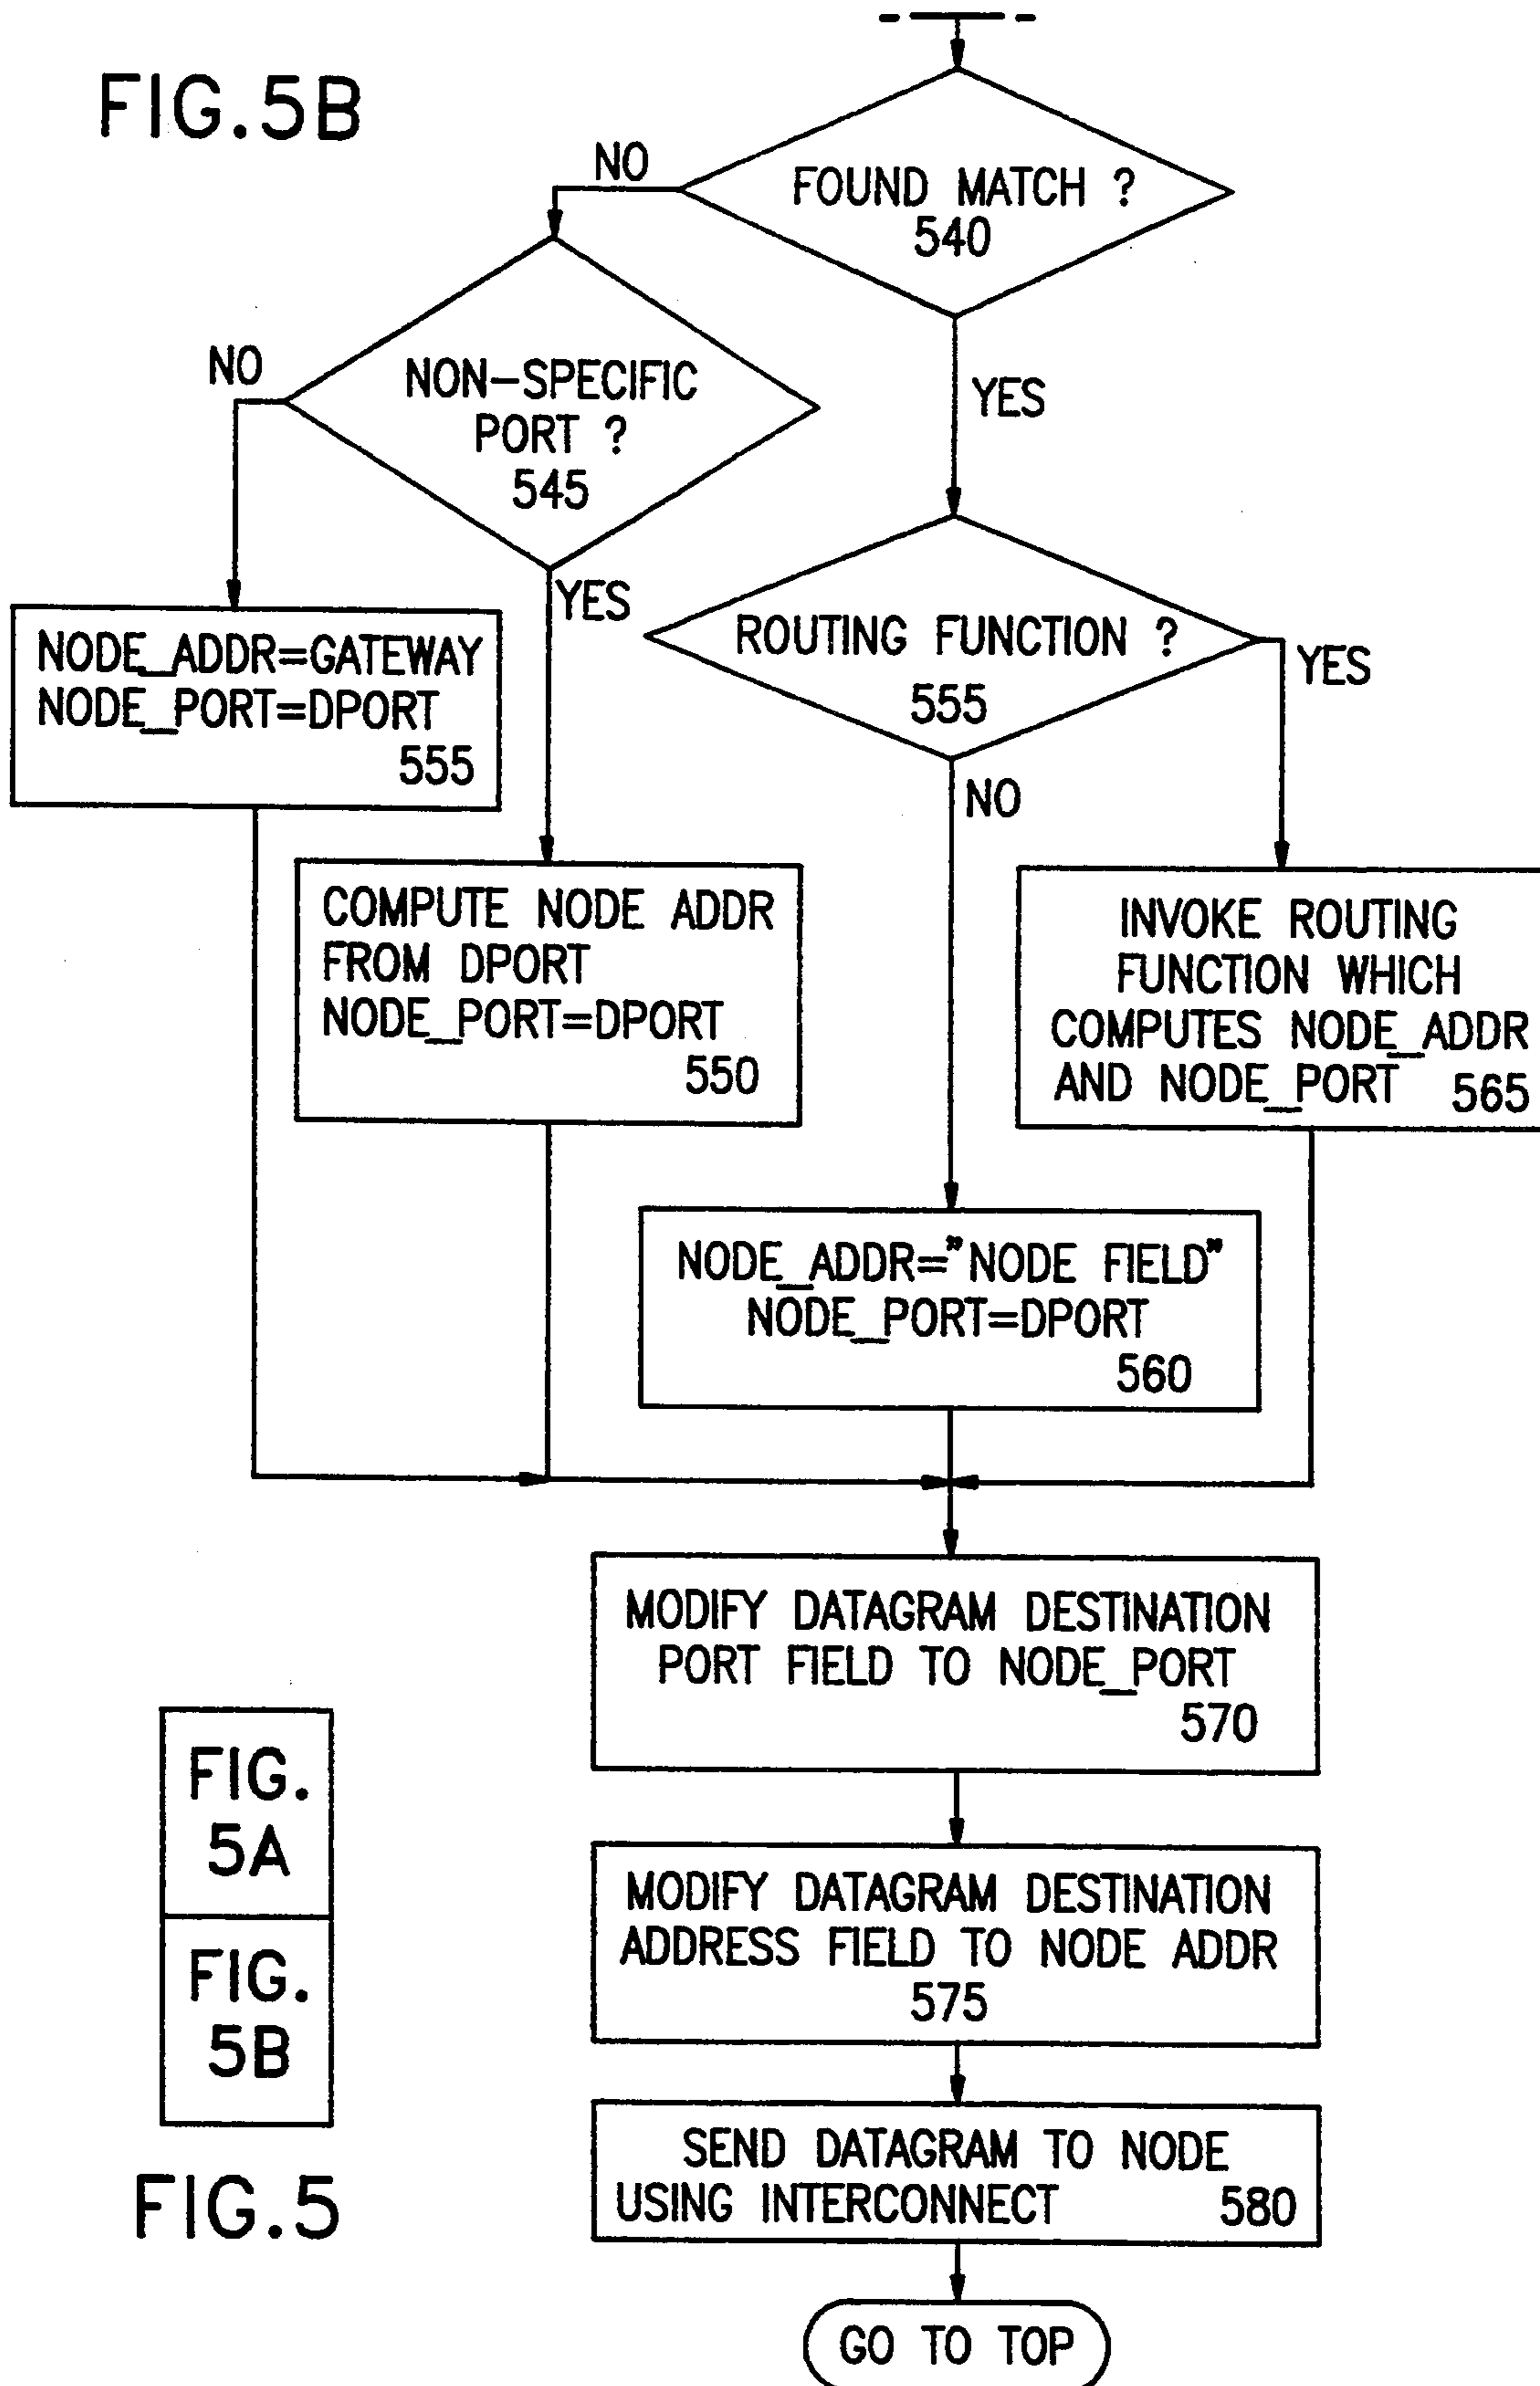 FIG.5B
FOUND MATCH ?
540
NO
YES
NON-SPECIFIC
PORT ?
545
NO
YES
ROUTING FUNCTION ?
555
YES
NO
NODE_ADDR=GATEWAY
NODE_PORT=DPORT
555
COMPUTE NODE ADDR
FROM DPORT
NODE_PORT=DPORT
550
INVOKE ROUTING
FUNCTION WHICH
COMPUTES NODE_ADDR
AND NODE_PORT 565
NODE_ADDR="NODE FIELD"
NODE_PORT=DPORT
560
MODIFY DATAGRAM DESTINATION
PORT FIELD TO NODE_PORT
570
MODIFY DATAGRAM DESTINATION
ADDRESS FIELD TO NODE ADDR
575
SEND DATAGRAM TO NODE
USING INTERCONNECT 580
GO TO TOP
FIG.
5A
FIG.
5B
FIG.5